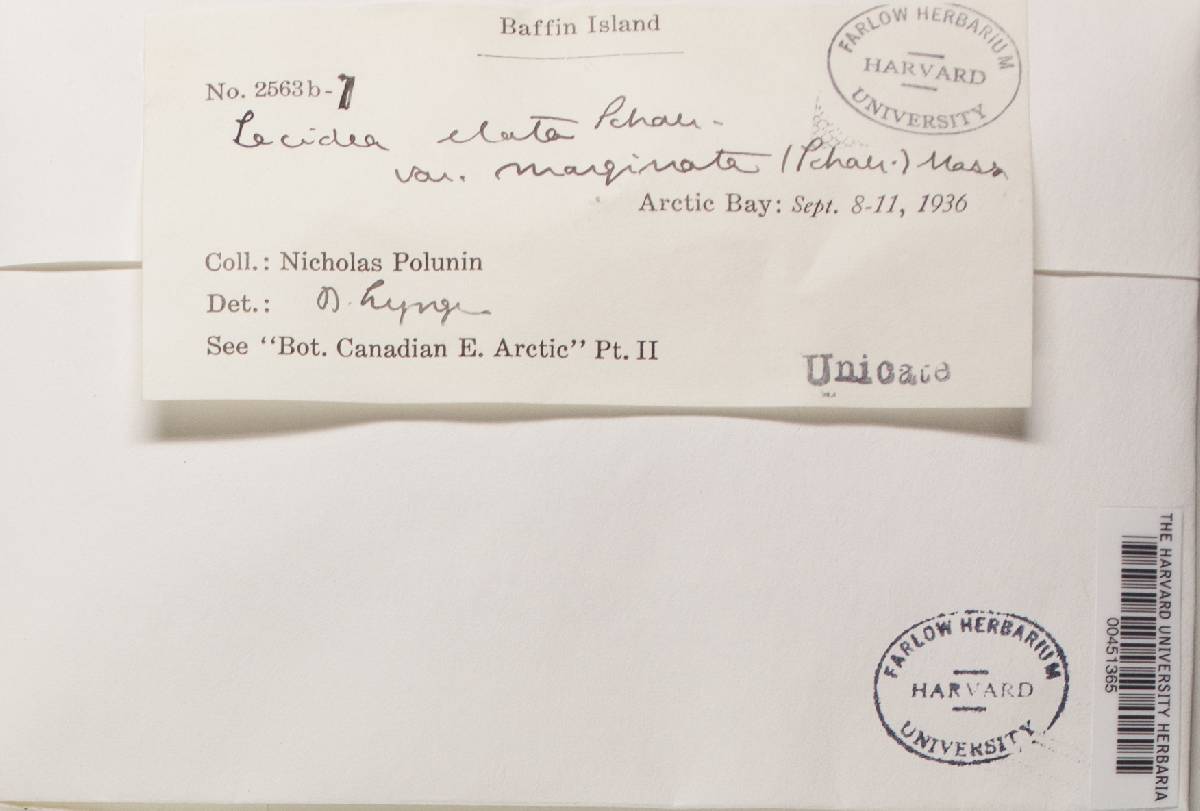 Baffin Island
FARLOW HERBARIUM
HARVARD
UNIVERSITY
No. 2563b-7
Lecidea elata Schaer.
var. marginata (Schaer.) Mass
Arctic Bay: Sept. 8-11, 1936
Coll.: Nicholas Polunin
Det.: B. Lynge
See "Bot. Canadian E. Arctic" Pt. II
Unicate
FARLOW HERBARIUM
HARVARD
UNIVERSITY
THE HARVARD UNIVERSITY HERBARIA
00451365